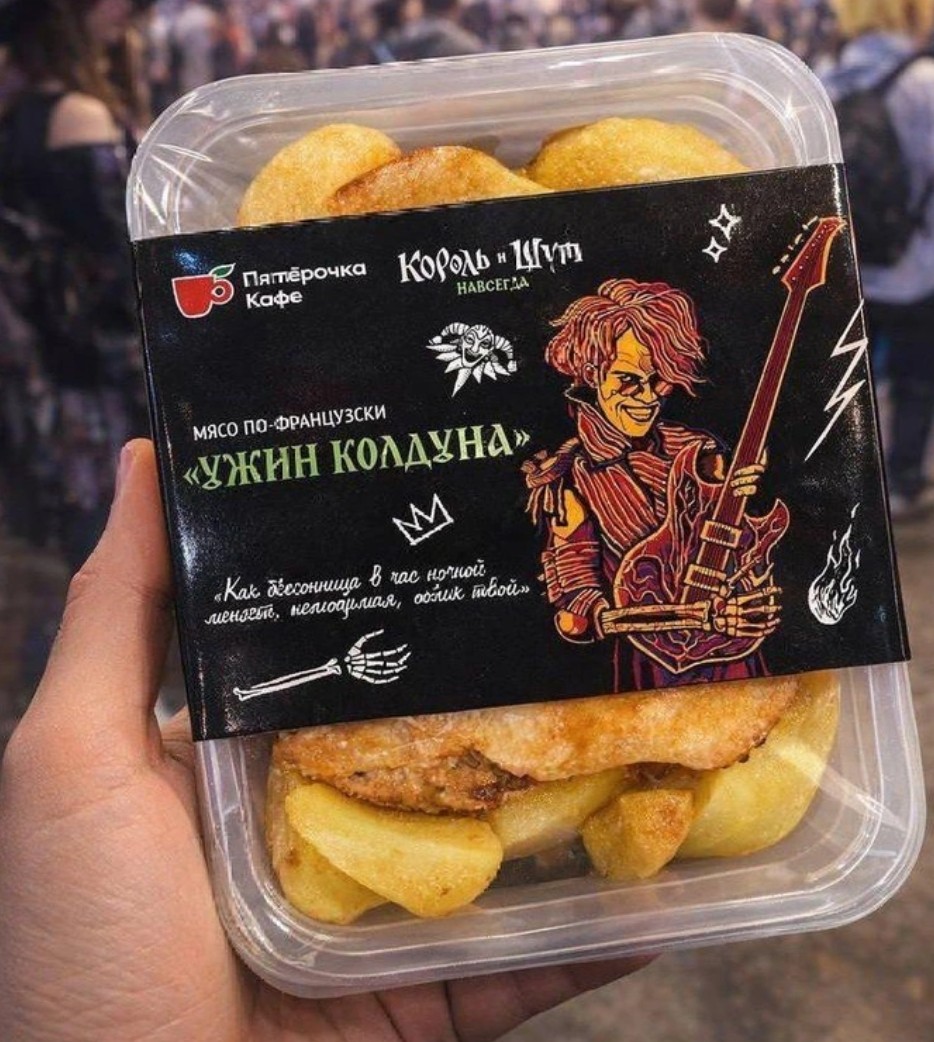 Пятёрочка
Кафе
Король и Шут
НАВСЕГДА
МЯСО ПО-ФРАНЦУЗСКИ
«УЖИН КОЛДУНА»
«Как бессонница в час ночной
меняет, нелюдимая, облик твой»